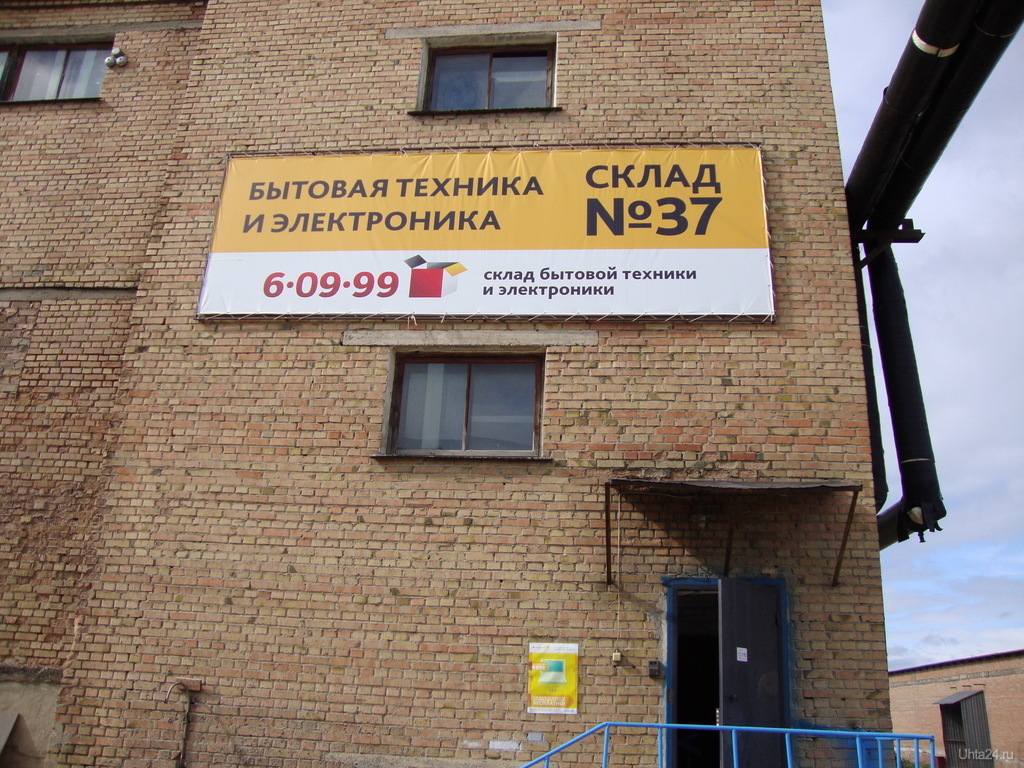 БЫТОВАЯ ТЕХНИКА
И ЭЛЕКТРОНИКА
СКЛАД
№37
6·09·99
склад бытовой техники
и электроники
Uhta24.ru